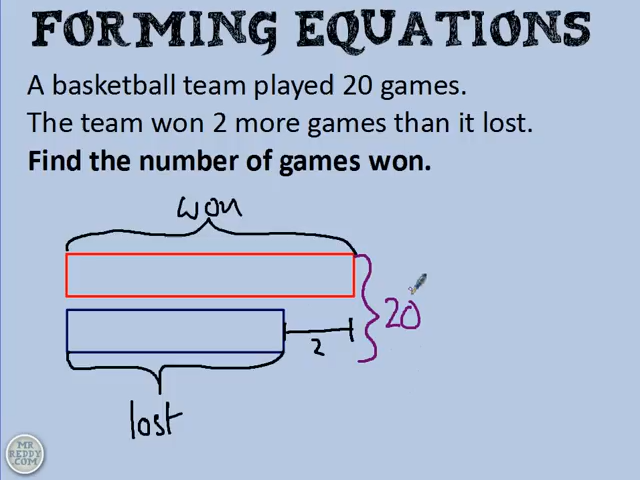 FORMING EQUATIONS
A basketball team played 20 games.
The team won 2 more games than it lost.
Find the number of games won.
won
20
2
lost
MR
REDDY
.COM